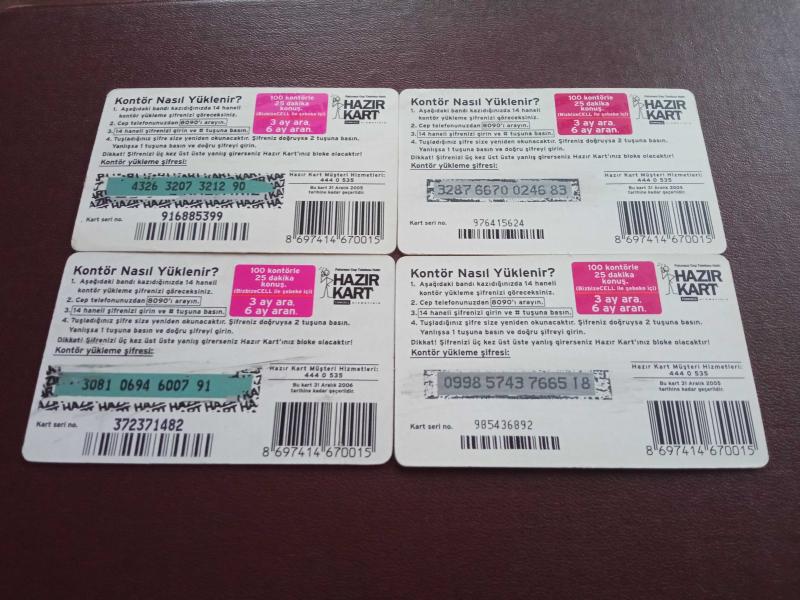 Kontör Nasıl Yüklenir?
1. Aşağıdaki bandı kazıdığınızda 14 haneli
kontör yükleme şifrenizi göreceksiniz.
2. Cep telefonunuzdan 8090'ı arayın.
3. 14 haneli şifrenizi girin ve # tuşuna basın.
4. Tuşladığınız şifre size yeniden okunacaktır. Şifreniz doğruysa 2 tuşuna basın.
Yanlışsa 1 tuşuna basın ve doğru şifreyi girin.
Dikkat! Şifrenizi üç kez üst üste yanlış girerseniz Hazır Kart'ınız bloke olacaktır!
Kontör yükleme şifresi:
100 kontörle
25 dakika
konuş.
(BizbizeCELL ile şebeke içi)
3 ay ara,
6 ay aran.
HAZIR
KART
4326 3207 3212 90
Hazır Kart Müşteri Hizmetleri:
444 0 535
Bu kart 31 Aralık 2005
tarihine kadar geçerlidir.
Kart seri no.
916885399
8 697414 670015
Kontör Nasıl Yüklenir?
1. Aşağıdaki bandı kazıdığınızda 14 haneli
kontör yükleme şifrenizi göreceksiniz.
2. Cep telefonunuzdan 8090'ı arayın.
3. 14 haneli şifrenizi girin ve # tuşuna basın.
4. Tuşladığınız şifre size yeniden okunacaktır. Şifreniz doğruysa 2 tuşuna basın.
Yanlışsa 1 tuşuna basın ve doğru şifreyi girin.
Dikkat! Şifrenizi üç kez üst üste yanlış girerseniz Hazır Kart'ınız bloke olacaktır!
Kontör yükleme şifresi:
100 kontörle
25 dakika
konuş.
(BizbizeCELL ile şebeke içi)
3 ay ara,
6 ay aran.
HAZIR
KART
3287 6670 0246 83
Hazır Kart Müşteri Hizmetleri:
444 0 535
Bu kart 31 Aralık 2005
tarihine kadar geçerlidir.
Kart seri no.
976415624
8 697414 670015
Kontör Nasıl Yüklenir?
1. Aşağıdaki bandı kazıdığınızda 14 haneli
kontör yükleme şifrenizi göreceksiniz.
2. Cep telefonunuzdan 8090'ı arayın.
3. 14 haneli şifrenizi girin ve # tuşuna basın.
4. Tuşladığınız şifre size yeniden okunacaktır. Şifreniz doğruysa 2 tuşuna basın.
Yanlışsa 1 tuşuna basın ve doğru şifreyi girin.
Dikkat! Şifrenizi üç kez üst üste yanlış girerseniz Hazır Kart'ınız bloke olacaktır!
Kontör yükleme şifresi:
100 kontörle
25 dakika
konuş.
(BizbizeCELL ile şebeke içi)
3 ay ara,
6 ay aran.
HAZIR
KART
3081 0694 6007 91
Hazır Kart Müşteri Hizmetleri:
444 0 535
Bu kart 31 Aralık 2006
tarihine kadar geçerlidir.
Kart seri no.
372371482
8 697414 670015
Kontör Nasıl Yüklenir?
1. Aşağıdaki bandı kazıdığınızda 14 haneli
kontör yükleme şifrenizi göreceksiniz.
2. Cep telefonunuzdan 8090'ı arayın.
3. 14 haneli şifrenizi girin ve # tuşuna basın.
4. Tuşladığınız şifre size yeniden okunacaktır. Şifreniz doğruysa 2 tuşuna basın.
Yanlışsa 1 tuşuna basın ve doğru şifreyi girin.
Dikkat! Şifrenizi üç kez üst üste yanlış girerseniz Hazır Kart'ınız bloke olacaktır!
Kontör yükleme şifresi:
100 kontörle
25 dakika
konuş.
(BizbizeCELL ile şebeke içi)
3 ay ara,
6 ay aran.
HAZIR
KART
0998 5743 7665 18
Hazır Kart Müşteri Hizmetleri:
444 0 535
Bu kart 31 Aralık 2005
tarihine kadar geçerlidir.
Kart seri no.
985436892
8 697414 670015